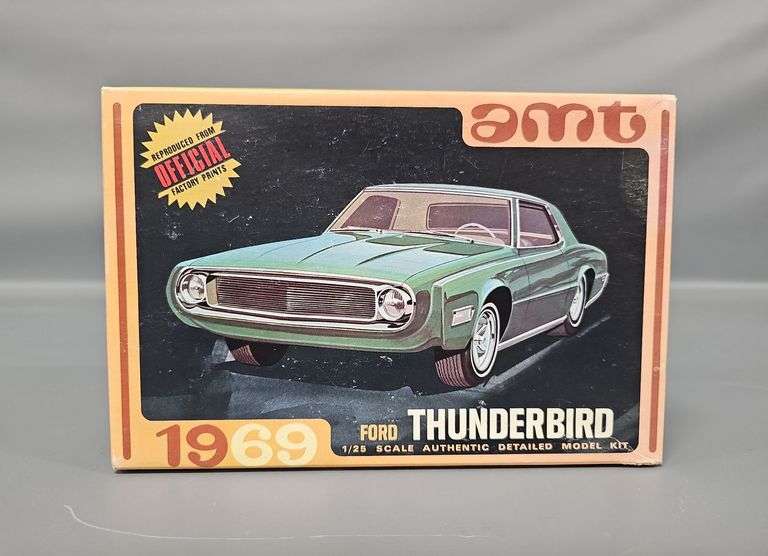 REPRODUCED FROM
OFFICIAL
FACTORY PRINTS
amt
FORD THUNDERBIRD
1969
1/25 SCALE AUTHENTIC DETAILED MODEL KIT